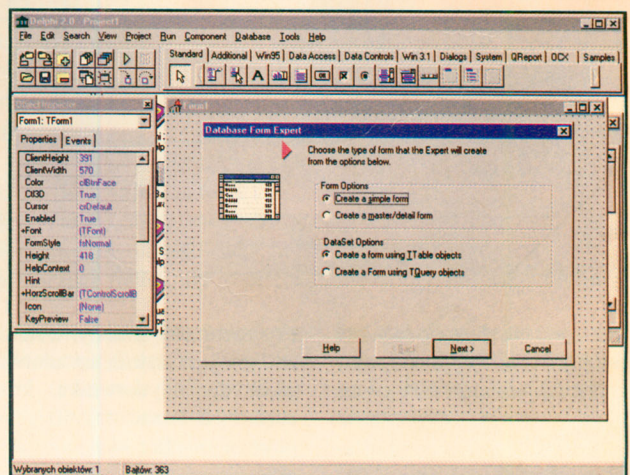 Delphi 2.0 - Project1
File Edit Search View Project Run Component Database Tools Help
Standard Additional Win95 Data Access Data Controls Win 3.1 Dialogs System QReport OCX Samples
Object Inspector
Form1: TForm1
Properties Events
ClientHeight 391
ClientWidth 570
Color clBtnFace
Ctl3D True
Cursor crDefault
Enabled True
+Font (TFont)
FormStyle fsNormal
Height 418
HelpContext 0
Hint
+HorzScrollBar (TControlScrollB
Icon (None)
KeyPreview False
Form1
Database Form Expert
Choose the type of form that the Expert will create
from the options below.
Form Options
Create a simple form
Create a master/detail form
DataSet Options
Create a form using TTable objects
Create a Form using TQuery objects
Help
< Back
Next >
Cancel
Wybranych obiektów: 1 Bajtów: 363